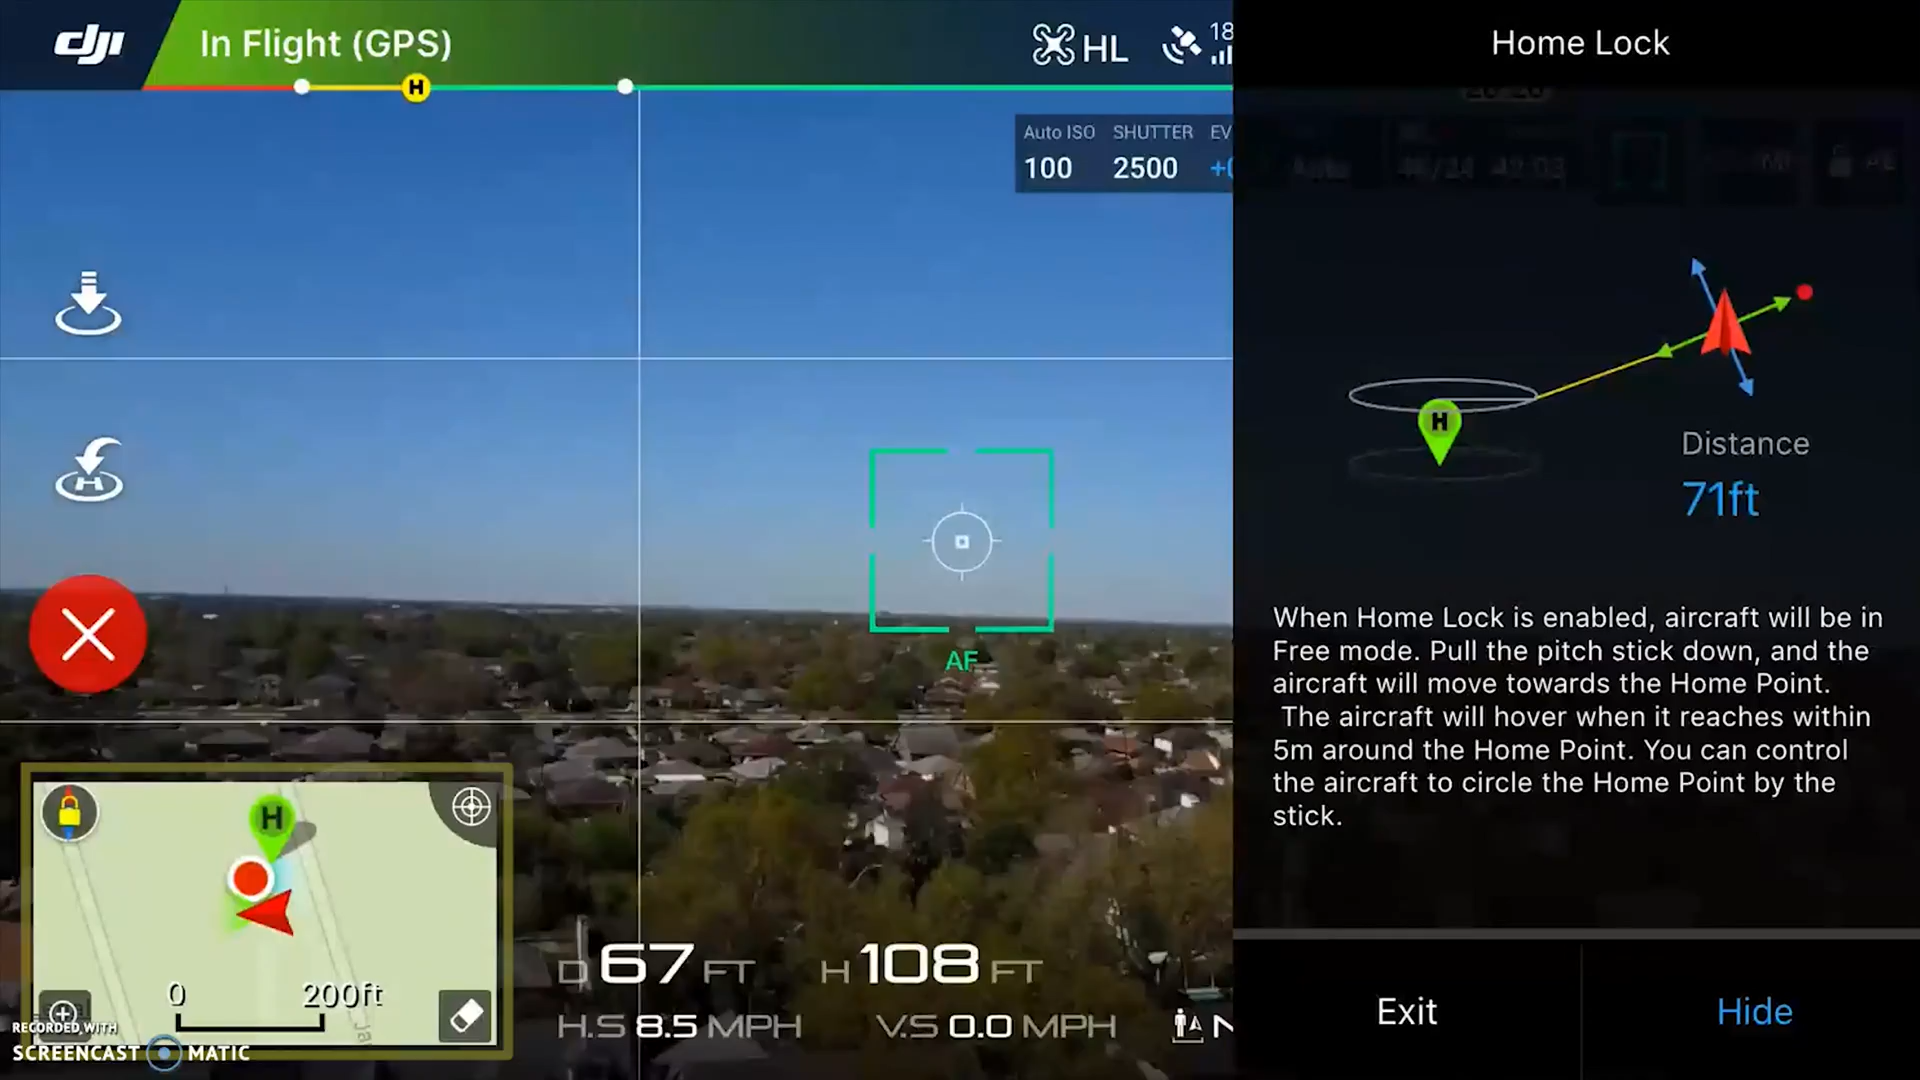 dji
In Flight (GPS)
HL
18
Home Lock
H
Auto ISO
SHUTTER
EV
100
2500
Auto
H
Distance
71ft
When Home Lock is enabled, aircraft will be in
Free mode. Pull the pitch stick down, and the
aircraft will move towards the Home Point.
The aircraft will hover when it reaches within
5m around the Home Point. You can control
the aircraft to circle the Home Point by the
stick.
AF
H
H
0
200ft
D 67 FT
H 108 FT
H.S 8.5 MPH
V.S 0.0 MPH
N
RECORDED WITH
SCREENCAST MATIC
Exit
Hide